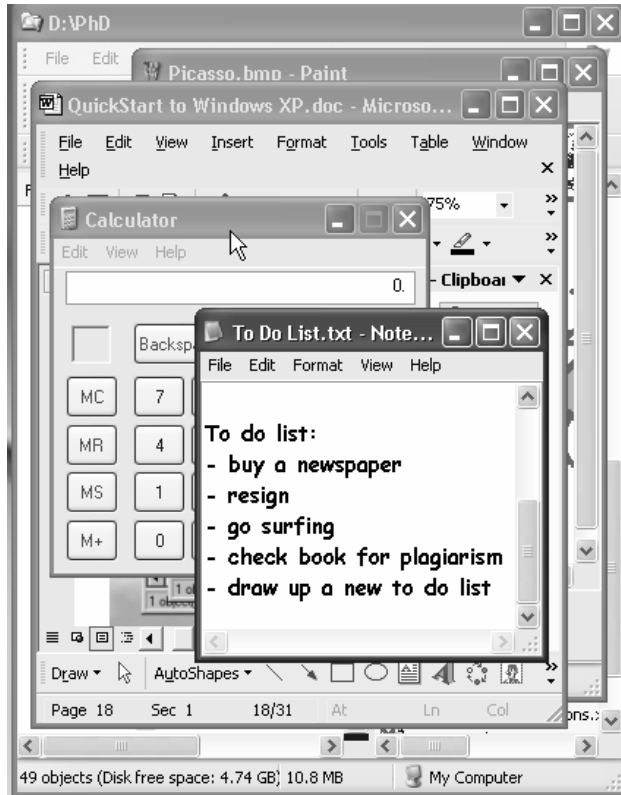 D:\PhD
File Edit
Picasso.bmp - Paint
QuickStart to Windows XP.doc - Microso...
File Edit View Insert Format Tools Table Window
Help
75%
Calculator
Edit View Help
- Clipboar
0.
To Do List.txt - Note...
Backspa
File Edit Format View Help
MC 7
MR 4
MS 1
M+ 0
To do list:
- buy a newspaper
- resign
- go surfing
- check book for plagiarism
- draw up a new to do list
Draw AutoShapes
Page 18 Sec 1 18/31 At Ln Col
49 objects (Disk free space: 4.74 GB) 10.8 MB My Computer